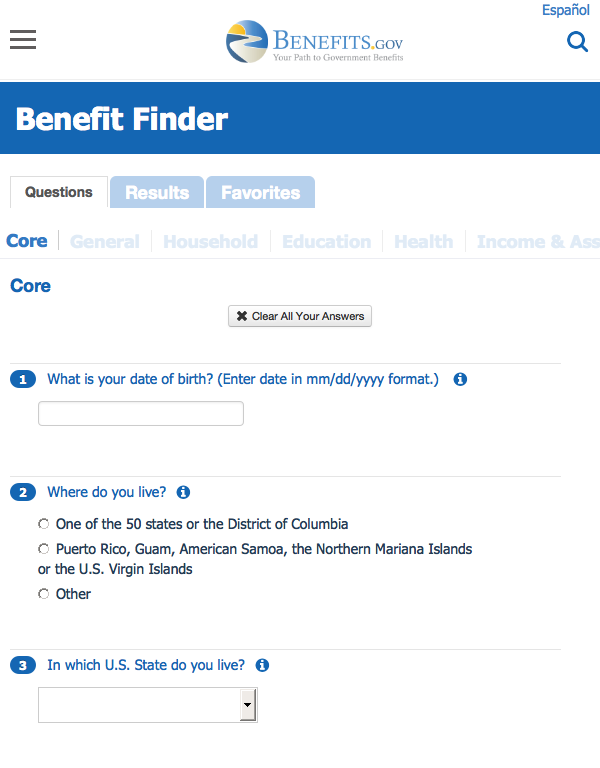 Español
BENEFITS.GOV
Your Path to Government Benefits
Benefit Finder
Questions Results Favorites
Core General Household Education Health Income & Ass
Core
Clear All Your Answers
1 What is your date of birth? (Enter date in mm/dd/yyyy format.)
2 Where do you live?
One of the 50 states or the District of Columbia
Puerto Rico, Guam, American Samoa, the Northern Mariana Islands
or the U.S. Virgin Islands
Other
3 In which U.S. State do you live?